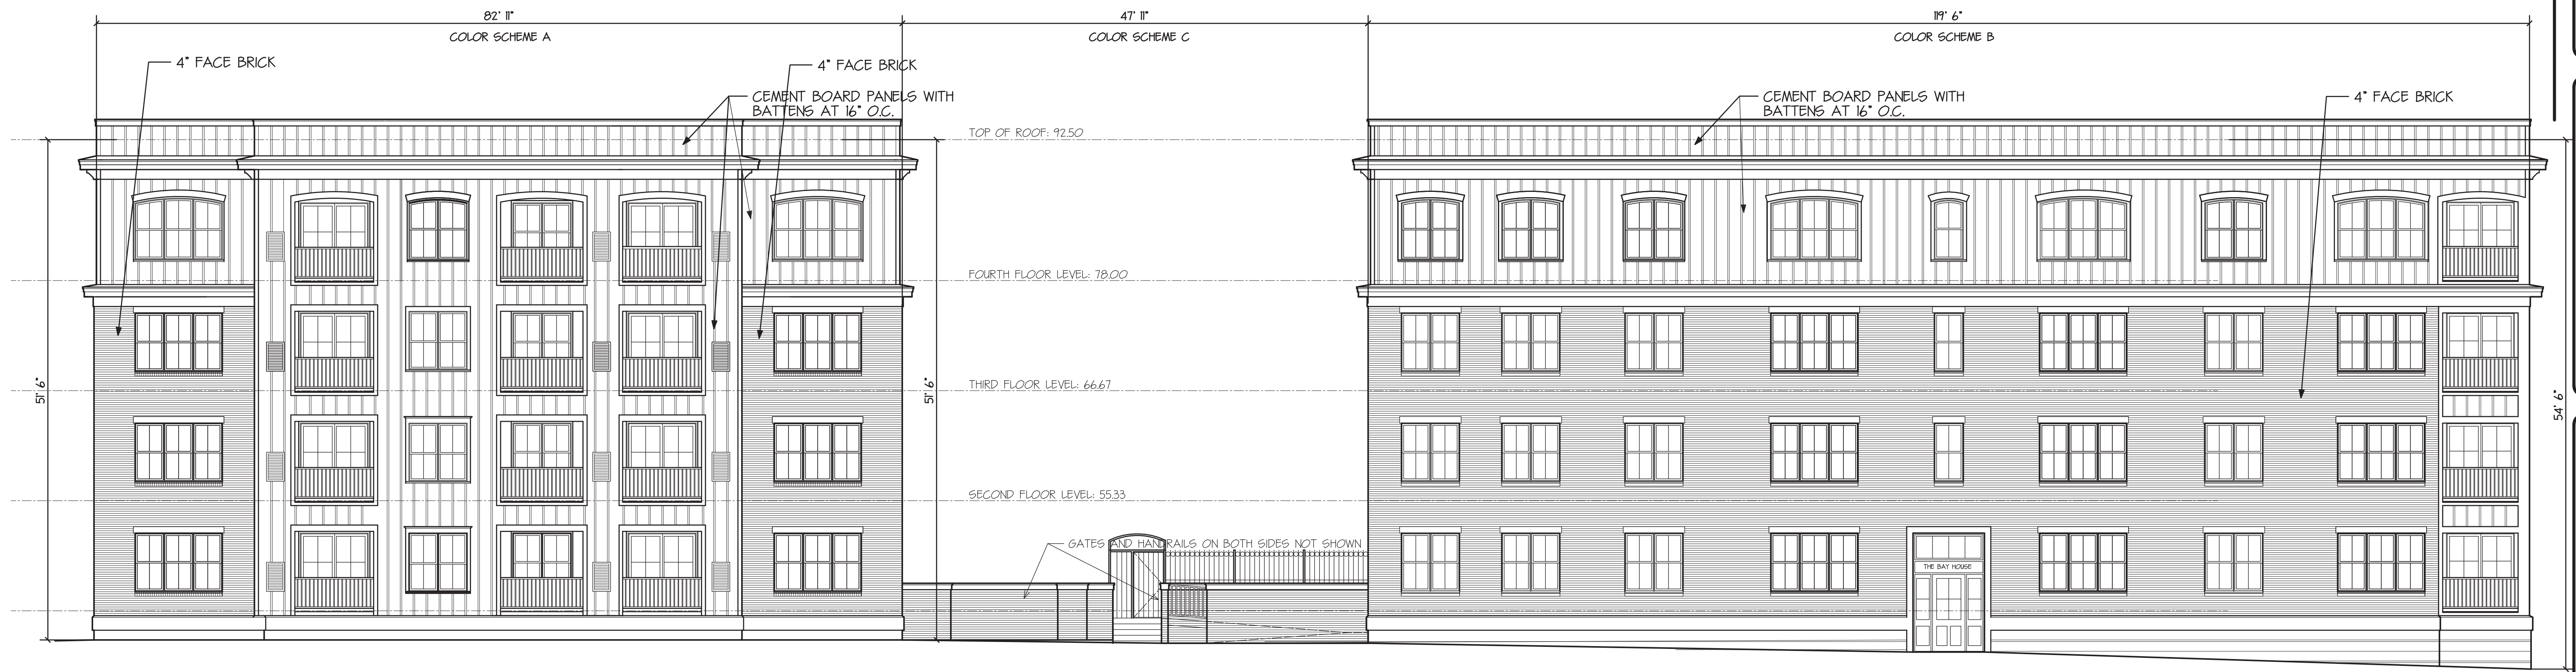 82' 11"
47' 11"
119' 6"
COLOR SCHEME A
COLOR SCHEME C
COLOR SCHEME B
4" FACE BRICK
4" FACE BRICK
CEMENT BOARD PANELS WITH
BATTENS AT 16" O.C.
CEMENT BOARD PANELS WITH
BATTENS AT 16" O.C.
4" FACE BRICK
TOP OF ROOF: 92.50
FOURTH FLOOR LEVEL: 78.00
THIRD FLOOR LEVEL: 66.67
51' 6"
51' 6"
54' 6"
SECOND FLOOR LEVEL: 55.33
GATES AND HANDRAILS ON BOTH SIDES NOT SHOWN
THE BAY HOUSE